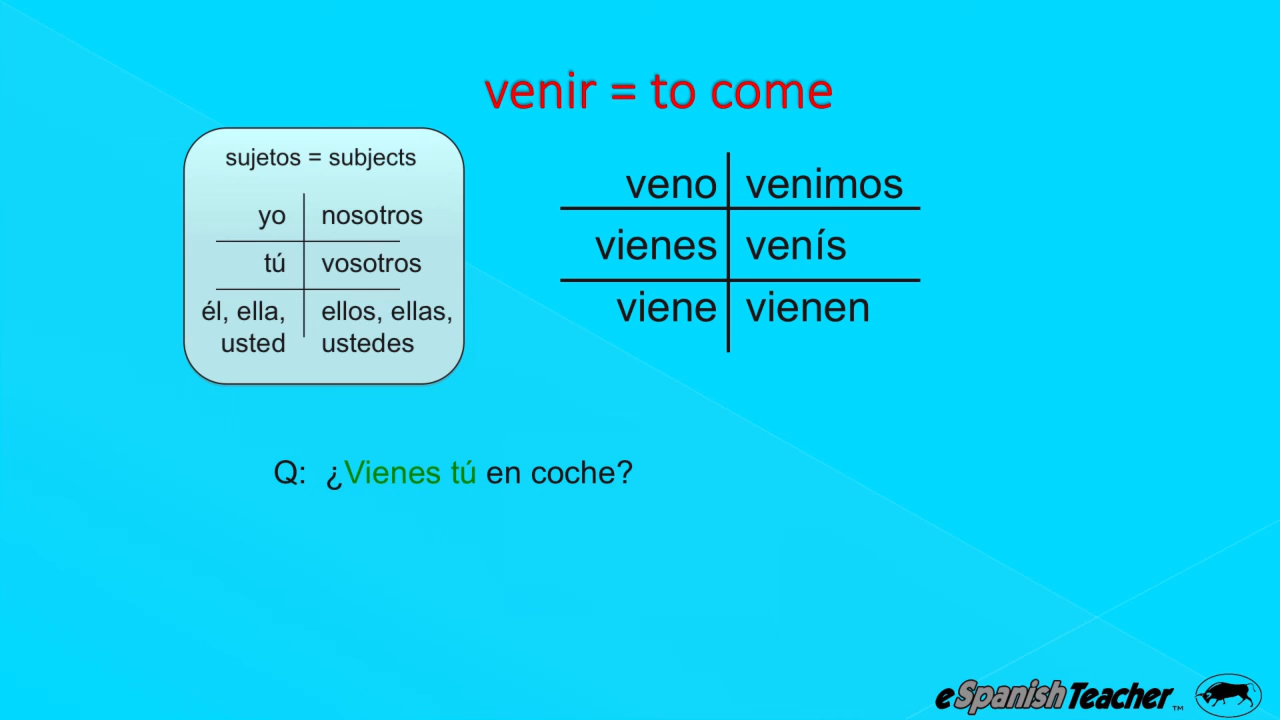 venir = to come
sujetos = subjects
yo nosotros
tú vosotros
él, ella, ellos, ellas,
usted ustedes
veno venimos
vienes venís
viene vienen
Q: ¿Vienes tú en coche?
eSpanishTeacher™